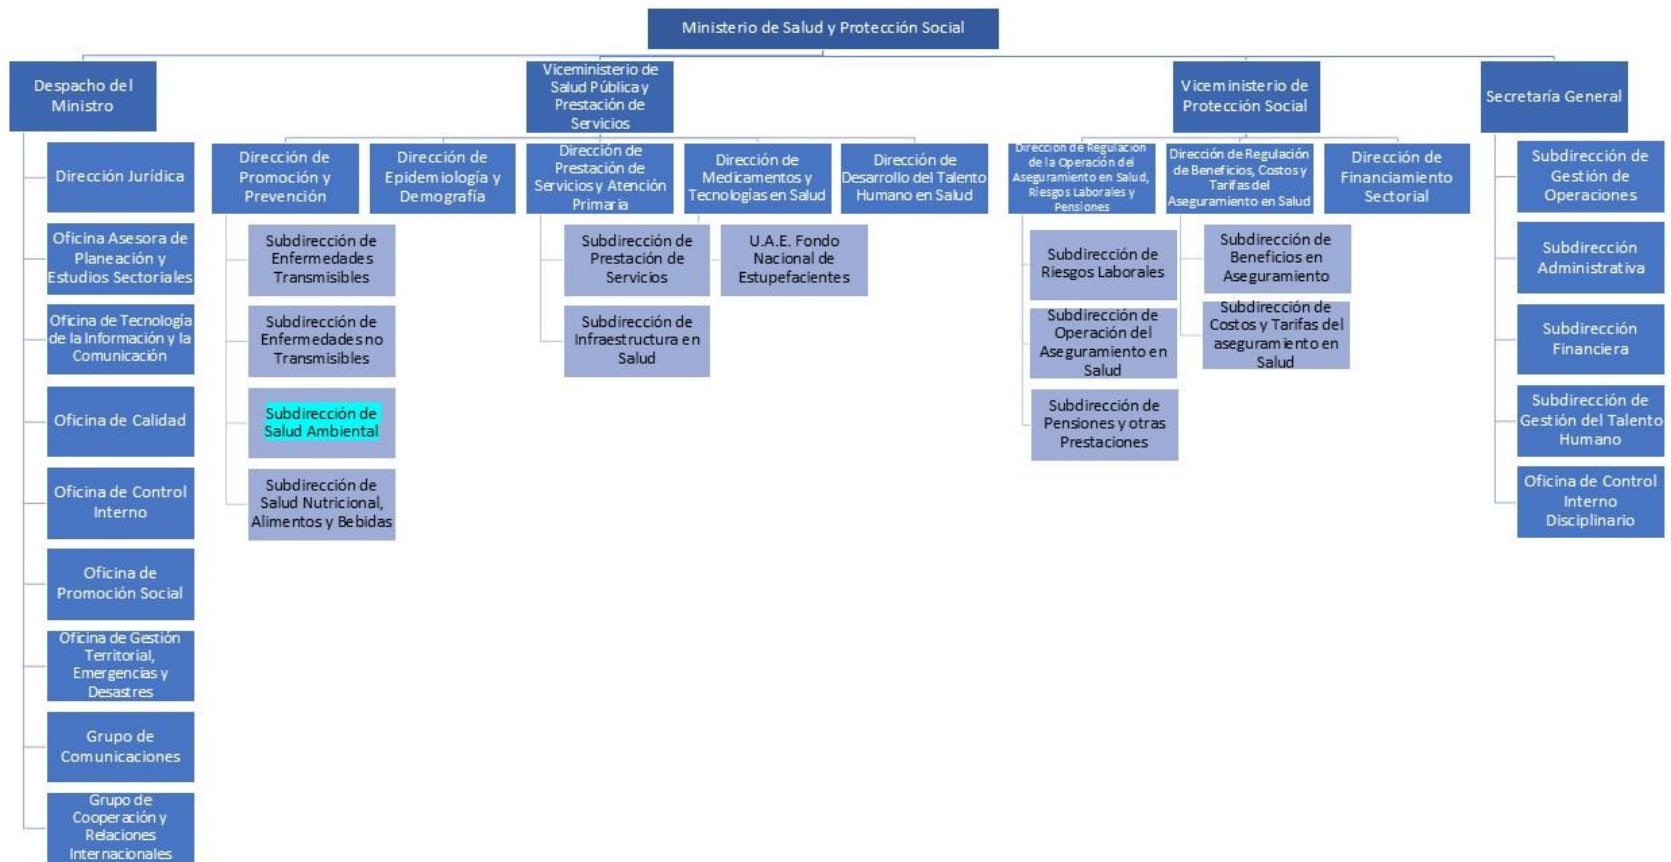 Ministerio de Salud y Protección Social
Despacho del
Ministro
Viceministerio de
Salud Pública y
Prestación de
Servicios
Viceministerio de
Protección Social
Secretaría General
Dirección Jurídica
Oficina Asesora de
Planeación y
Estudios Sectoriales
Oficina de Tecnología
de la Información y la
Comunicación
Oficina de Calidad
Oficina de Control
Interno
Oficina de
Promoción Social
Oficina de Gestión
Territorial,
Emergencias y
Desastres
Grupo de
Comunicaciones
Grupo de
Cooperación y
Relaciones
Internacionales
Dirección de
Promoción y
Prevención
Subdirección de
Enfermedades
Transmisibles
Subdirección de
Enfermedades no
Transmisibles
Subdirección de
Salud Ambiental
Subdirección de
Salud Nutricional,
Alimentos y Bebidas
Dirección de
Epidemiología y
Demografía
Dirección de
Prestación de
Servicios y Atención
Primaria
Subdirección de
Prestación de
Servicios
Subdirección de
Infraestructura en
Salud
Dirección de
Medicamentos y
Tecnologías en Salud
U.A.E. Fondo
Nacional de
Estupefacientes
Dirección de
Desarrollo del Talento
Humano en Salud
Dirección de Regulación
de la Operación del
Aseguramiento en Salud,
Riesgos Laborales y
Pensiones
Subdirección de
Riesgos Laborales
Subdirección de
Operación del
Aseguramiento en
Salud
Subdirección de
Pensiones y otras
Prestaciones
Dirección de Regulación
de Beneficios, Costos y
Tarifas del
Aseguramiento en Salud
Subdirección de
Beneficios en
Aseguramiento
Subdirección de
Costos y Tarifas del
aseguramiento en
Salud
Dirección de
Financiamiento
Sectorial
Subdirección de
Gestión de
Operaciones
Subdirección
Administrativa
Subdirección
Financiera
Subdirección de
Gestión del Talento
Humano
Oficina de Control
Interno
Disciplinario